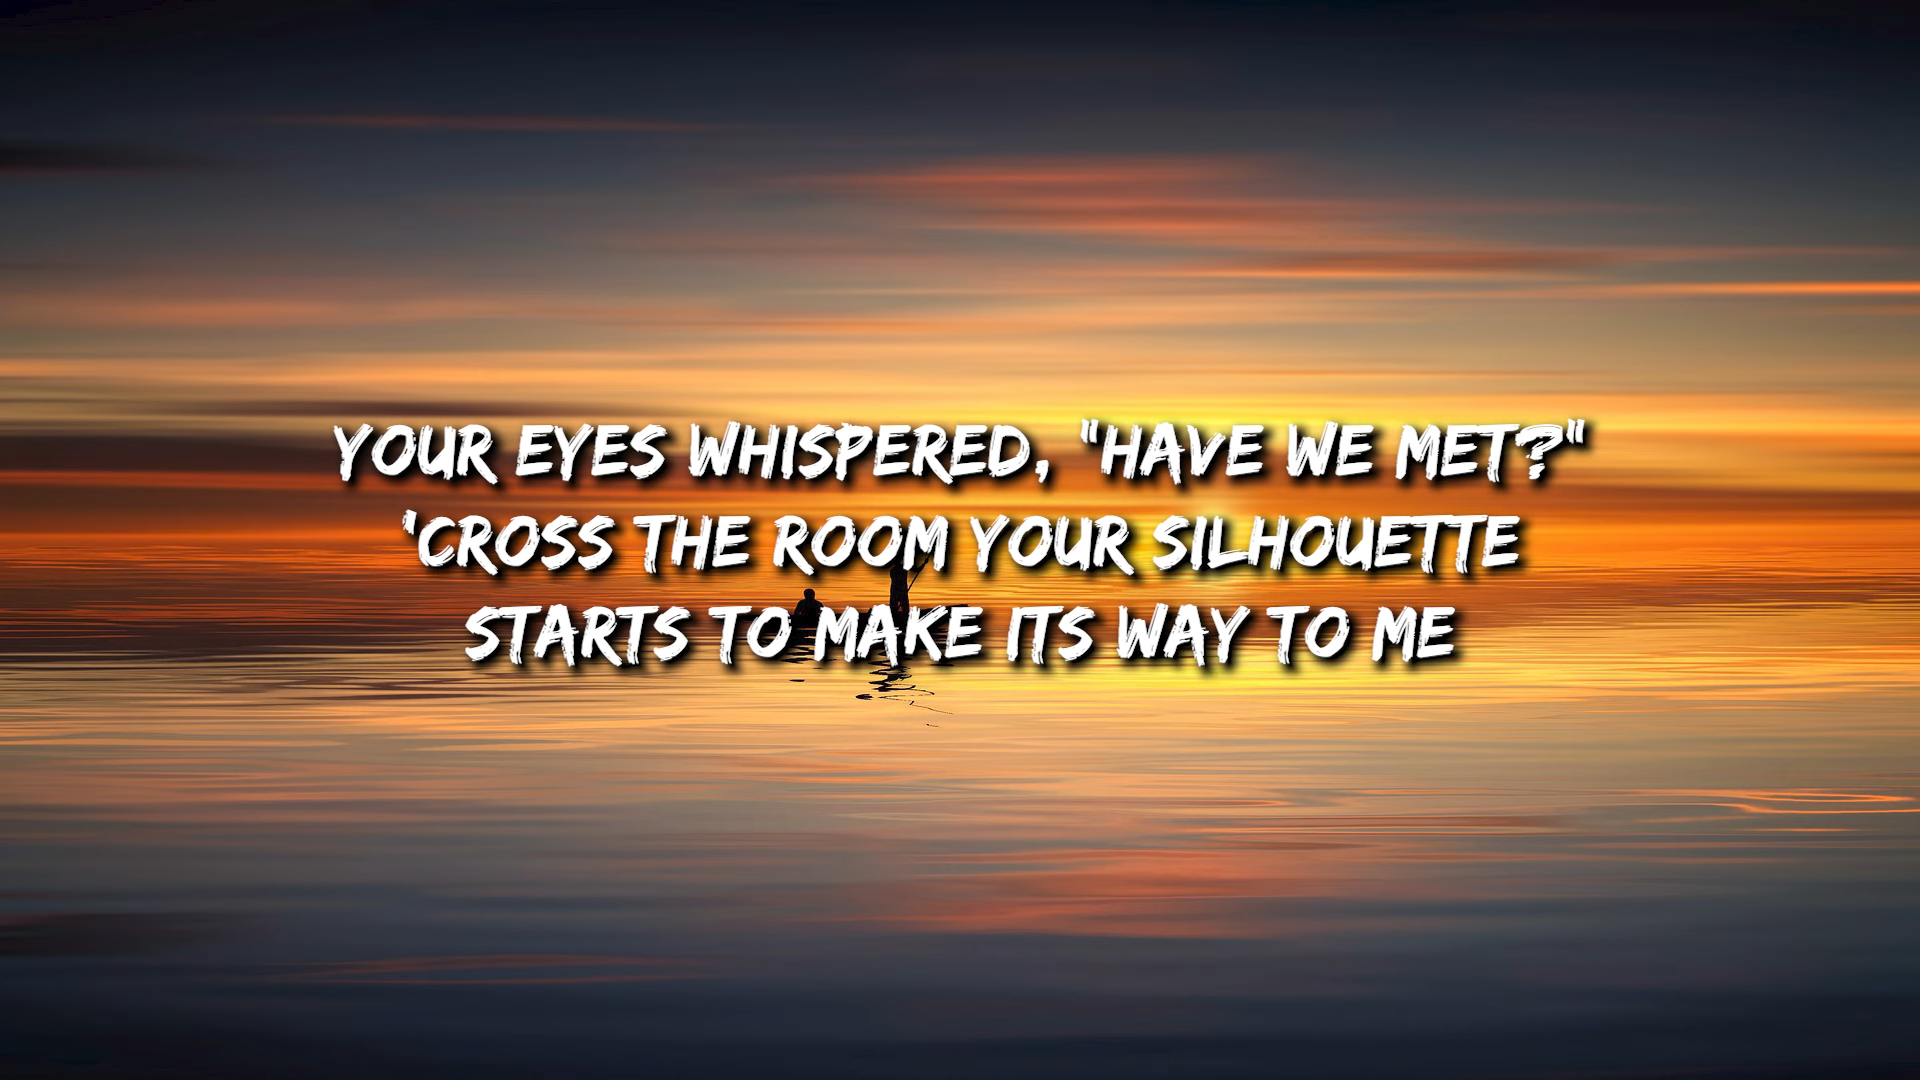 YOUR EYES WHISPERED, "HAVE WE MET?"
'CROSS THE ROOM YOUR SILHOUETTE
STARTS TO MAKE ITS WAY TO ME